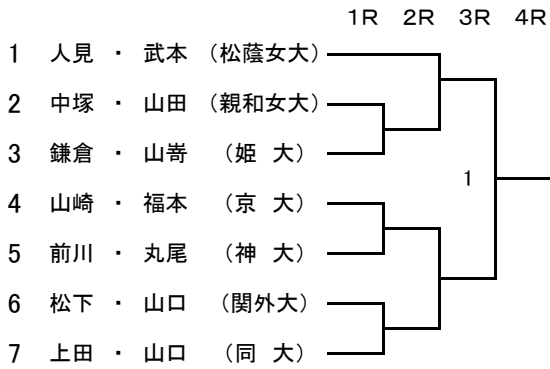 1R 2R 3R 4R
1 人見 ・ 武本 (松蔭女大)
2 中塚 ・ 山田 (親和女大)
3 鎌倉 ・ 山嵜 (姫 大)
1
4 山崎 ・ 福本 (京 大)
5 前川 ・ 丸尾 (神 大)
6 松下 ・ 山口 (関外大)
7 上田 ・ 山口 (同 大)